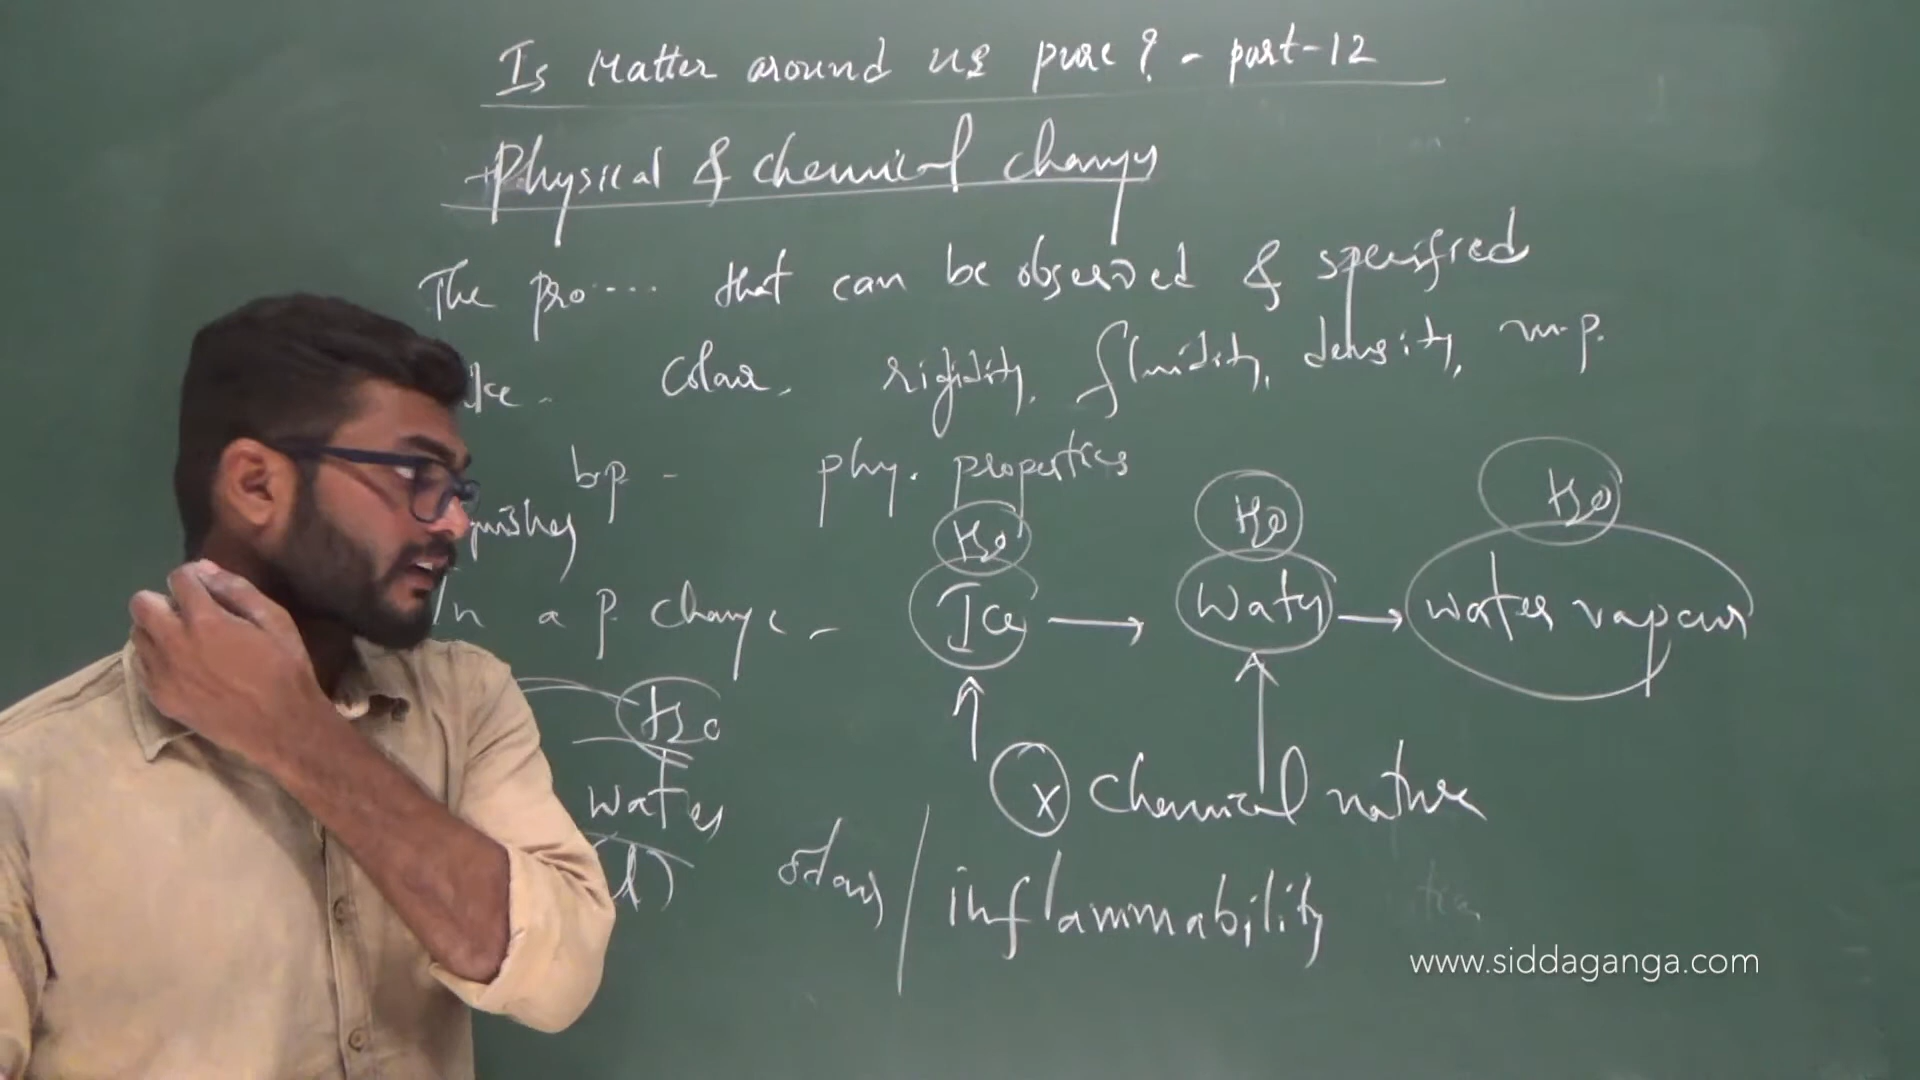 Is Matter around us pure? - part-12
Physical & chemical changes
The pro.... that can be observed & specified
like - Colour, rigidity, fluidity, density, m.p.
b.p - phy. properties
H2O H2O H2O
In a p. change - Ice → Water → water vapour
H2O
water
x Chemical nature
(l) odour / inflammability
www.siddaganga.com